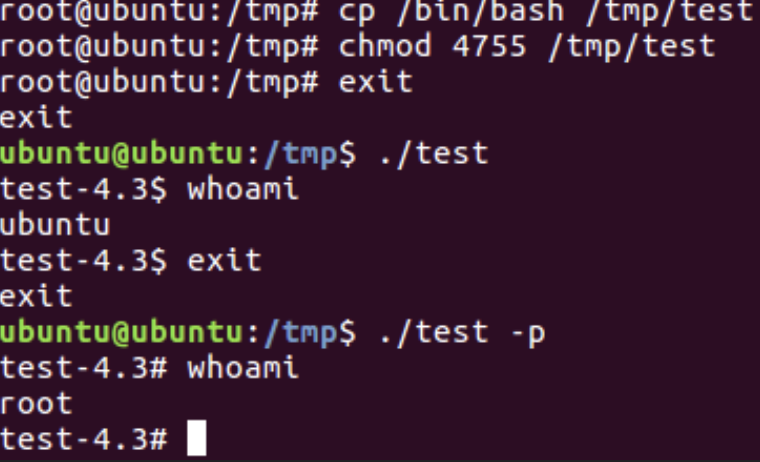 root@ubuntu:/tmp# cp /bin/bash /tmp/test
root@ubuntu:/tmp# chmod 4755 /tmp/test
root@ubuntu:/tmp# exit
exit
ubuntu@ubuntu:/tmp$ ./test
test-4.3$ whoami
ubuntu
test-4.3$ exit
exit
ubuntu@ubuntu:/tmp$ ./test -p
test-4.3# whoami
root
test-4.3#